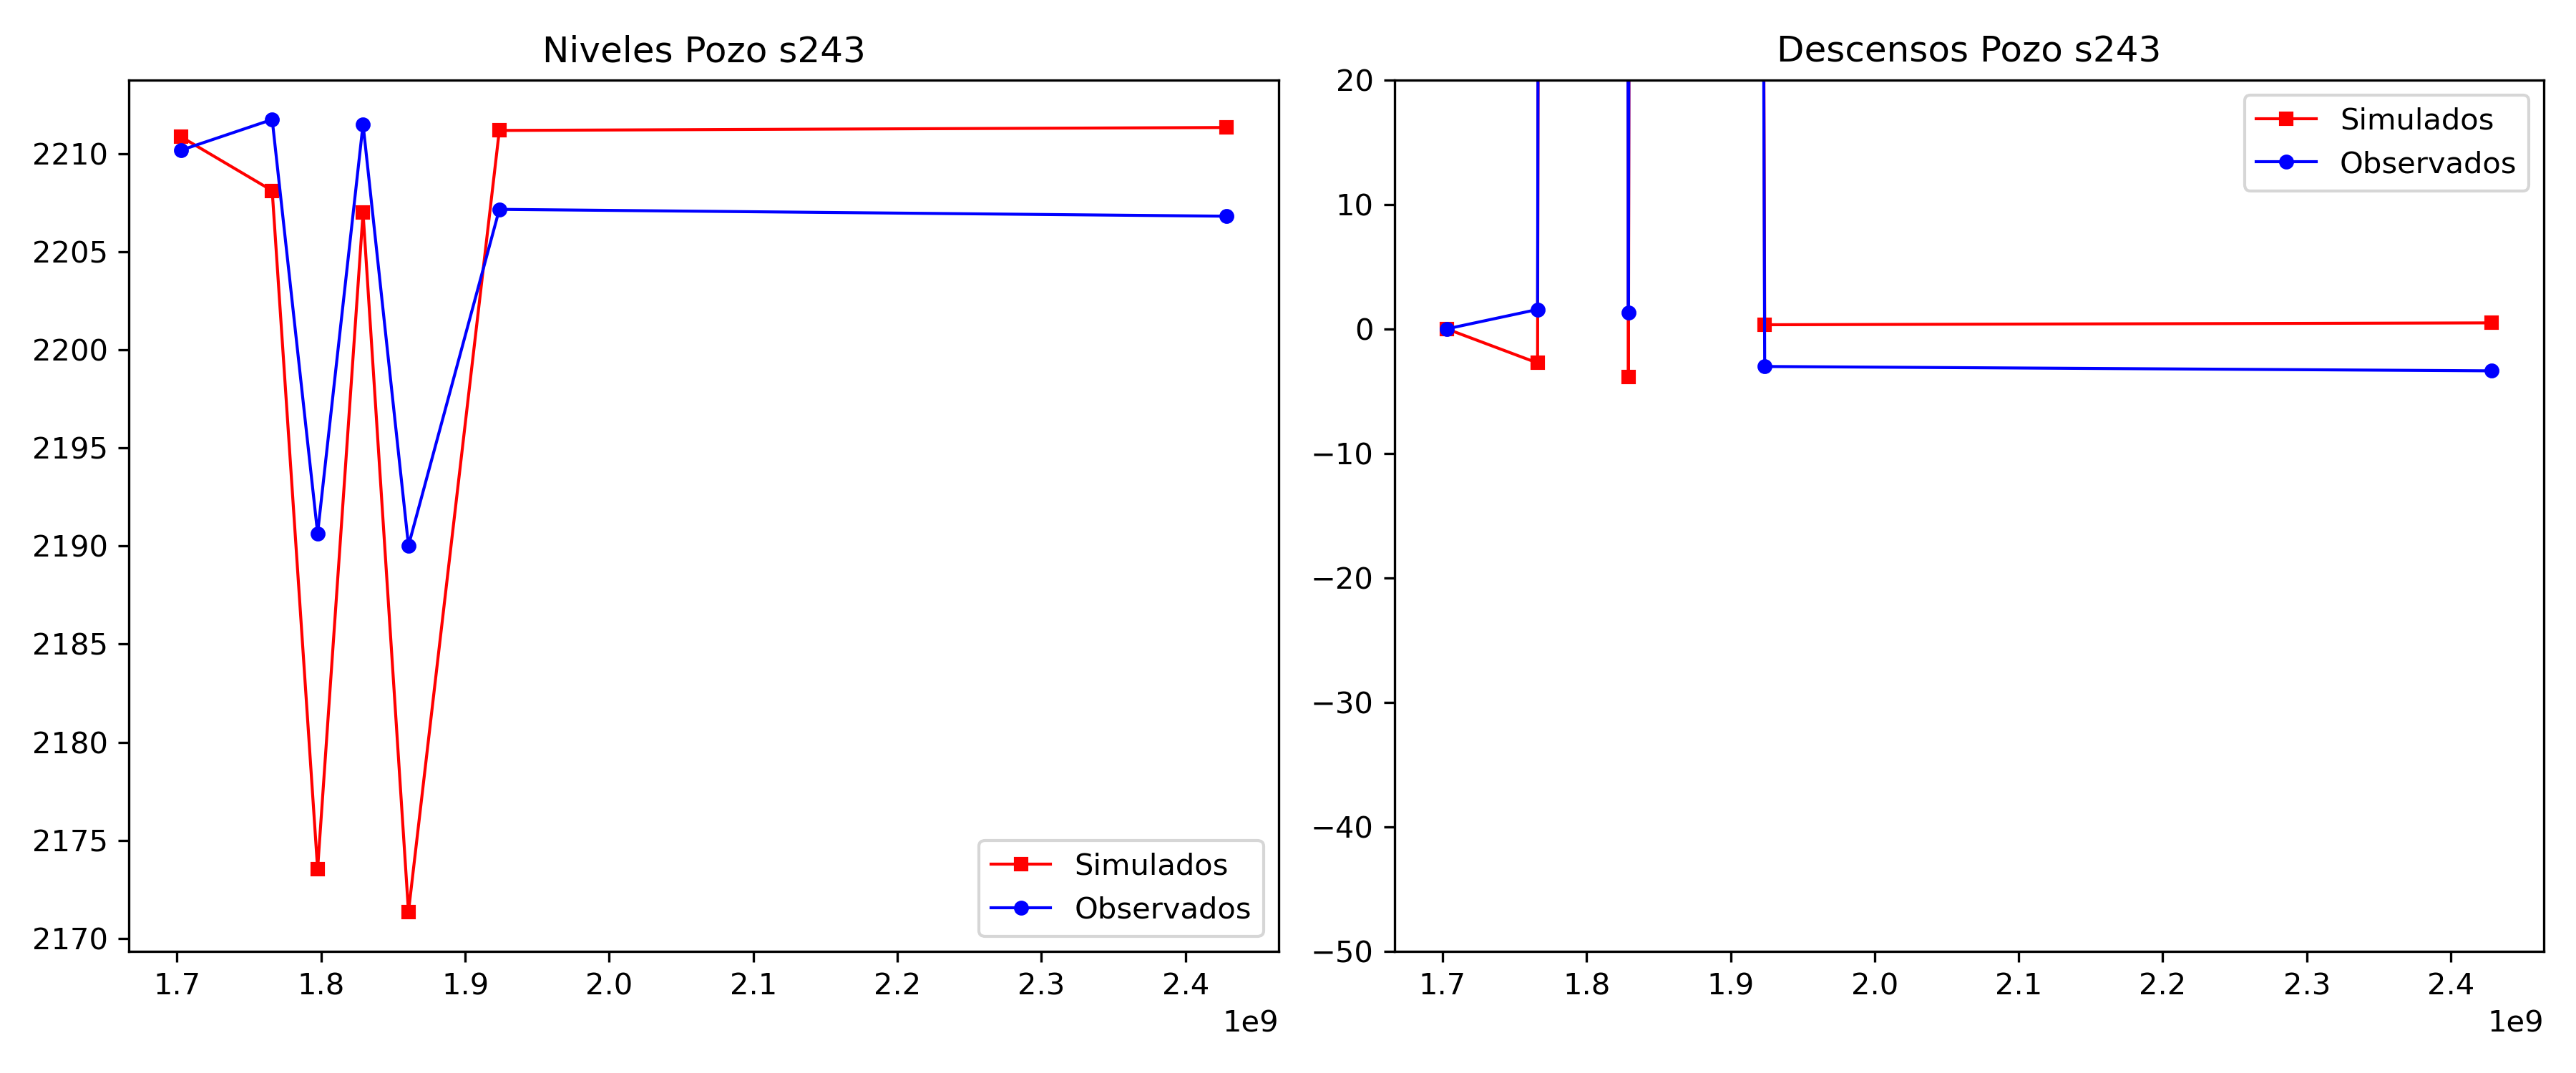 Niveles Pozo s243
2210
2205
2200
2195
2190
2185
2180
2175
2170
1.7 1.8 1.9 2.0 2.1 2.2 2.3 2.4
1e9
Simulados
Observados
Descensos Pozo s243
20
10
0
−10
−20
−30
−40
−50
1.7 1.8 1.9 2.0 2.1 2.2 2.3 2.4
1e9
Simulados
Observados